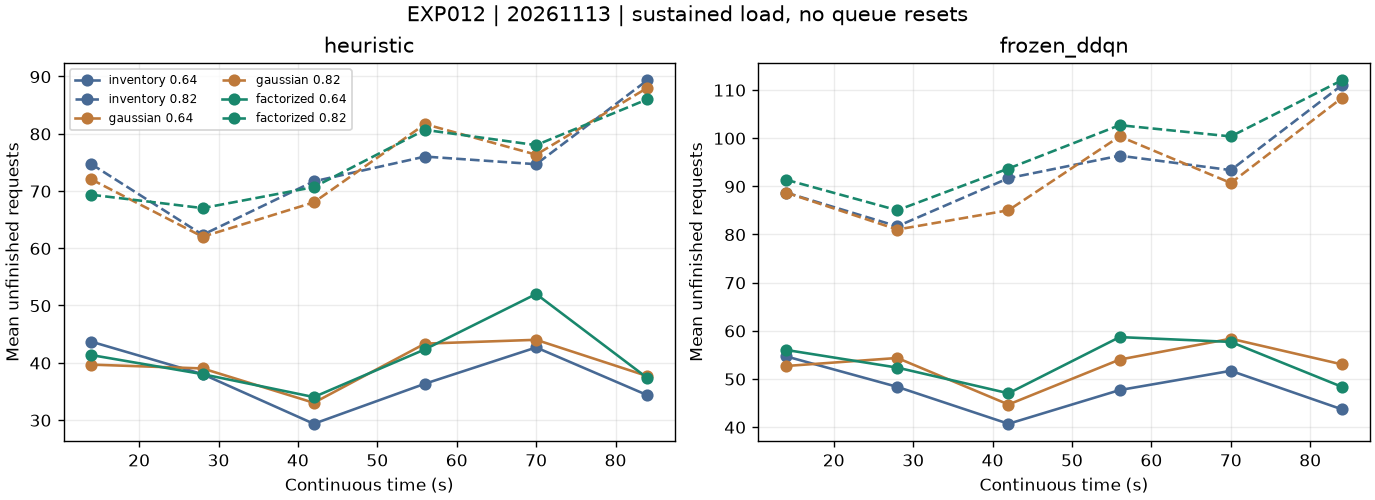 EXP012 | 20261113 | sustained load, no queue resets
heuristic
inventory 0.64
inventory 0.82
gaussian 0.64
gaussian 0.82
factorized 0.64
factorized 0.82
90
80
70
60
50
40
30
Mean unfinished requests
20 30 40 50 60 70 80
Continuous time (s)
frozen_ddqn
110
100
90
80
70
60
50
40
Mean unfinished requests
20 30 40 50 60 70 80
Continuous time (s)